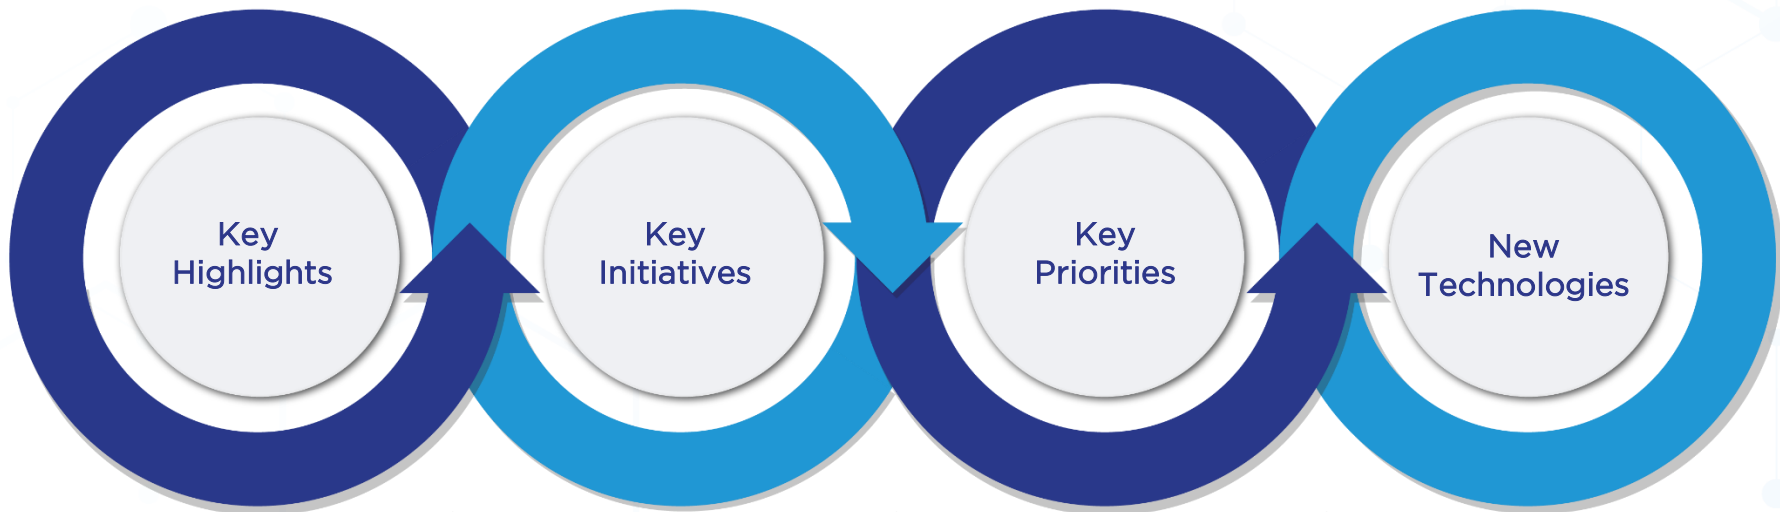 Key
Highlights
Key
Initiatives
Key
Priorities
New
Technologies